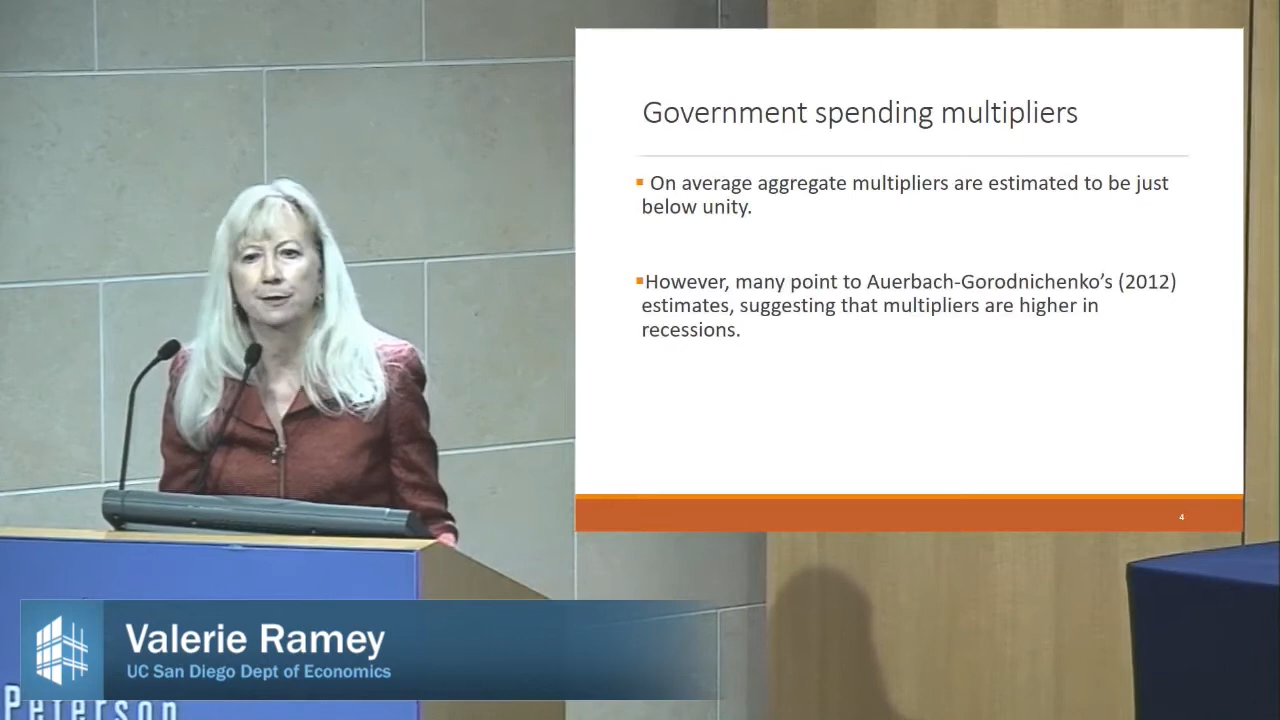 Government spending multipliers
▪ On average aggregate multipliers are estimated to be just
below unity.
▪However, many point to Auerbach-Gorodnichenko’s (2012)
estimates, suggesting that multipliers are higher in
recessions.
4
Valerie Ramey
UC San Diego Dept of Economics
Peterson